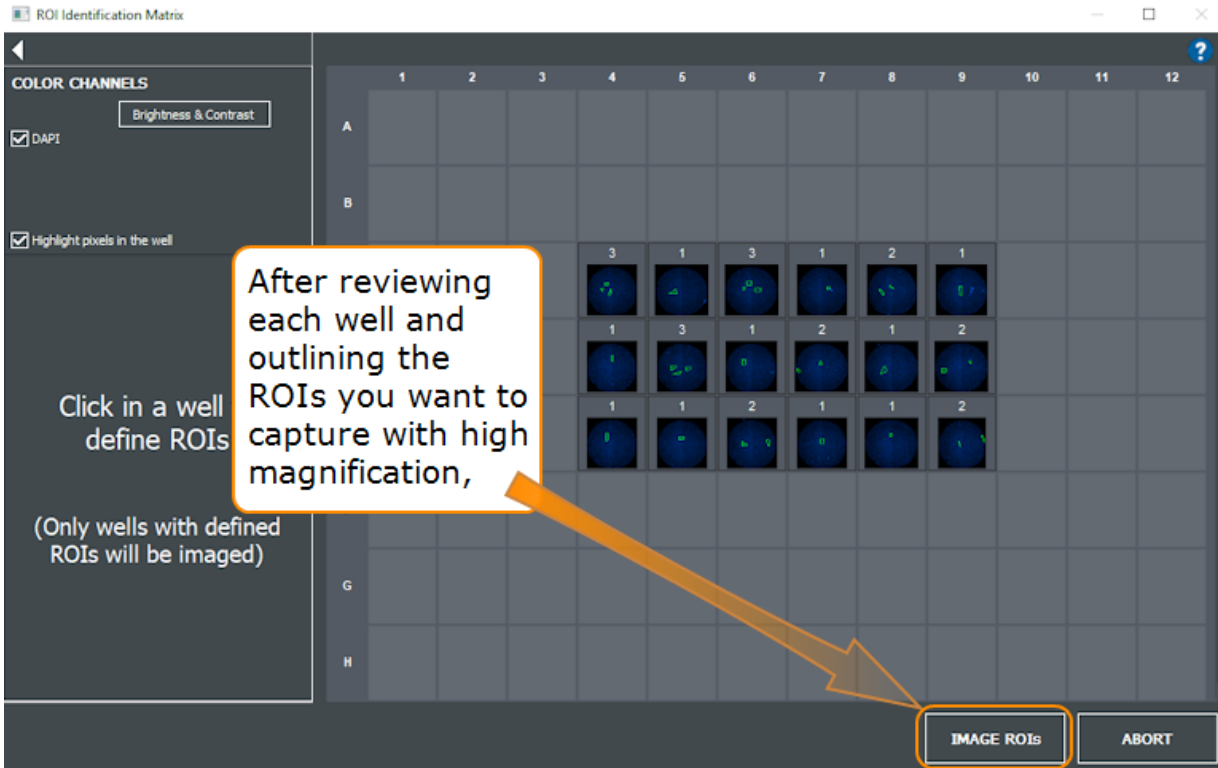 ROI Identification Matrix
?
COLOR CHANNELS
Brightness & Contrast
DAPI
Highlight pixels in the well
Click in a well
define ROIs
(Only wells with defined
ROIs will be imaged)
1 2 3 4 5 6 7 8 9 10 11 12
A
B
3 1 3 1 2 1
1 3 1 2 1 2
1 1 2 1 1 2
G
H
After reviewing
each well and
outlining the
ROIs you want to
capture with high
magnification,
IMAGE ROIs ABORT